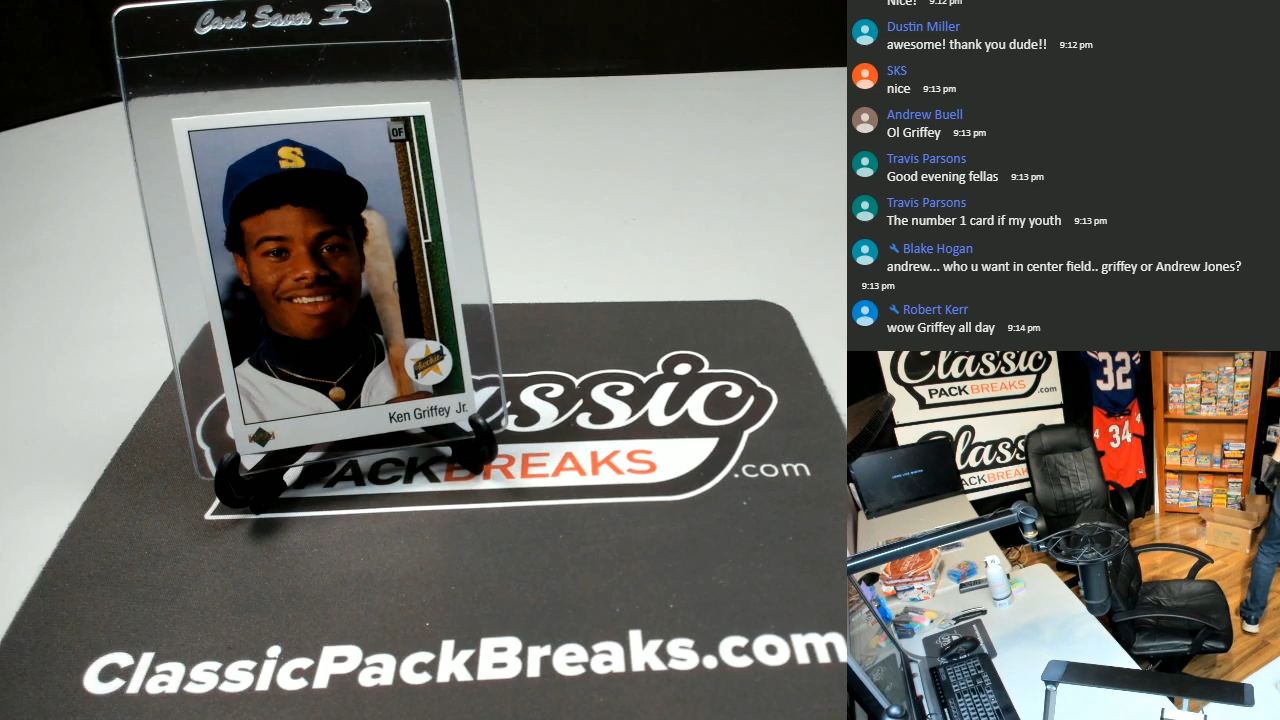 Card Saver I®
OF
S
Rookie
Ken Griffey Jr.
Classic
PACKBREAKS
.com
ClassicPackBreaks.com
Nice! 9:12 pm
Dustin Miller
awesome! thank you dude!! 9:12 pm
SKS
nice 9:13 pm
Andrew Buell
Ol Griffey 9:13 pm
Travis Parsons
Good evening fellas 9:13 pm
Travis Parsons
The number 1 card if my youth 9:13 pm
Blake Hogan
andrew... who u want in center field.. griffey or Andrew Jones?
9:13 pm
Robert Kerr
wow Griffey all day 9:14 pm
Classic
PACKBREAKS.com
Classic
PACKBREAKS
32
4 34